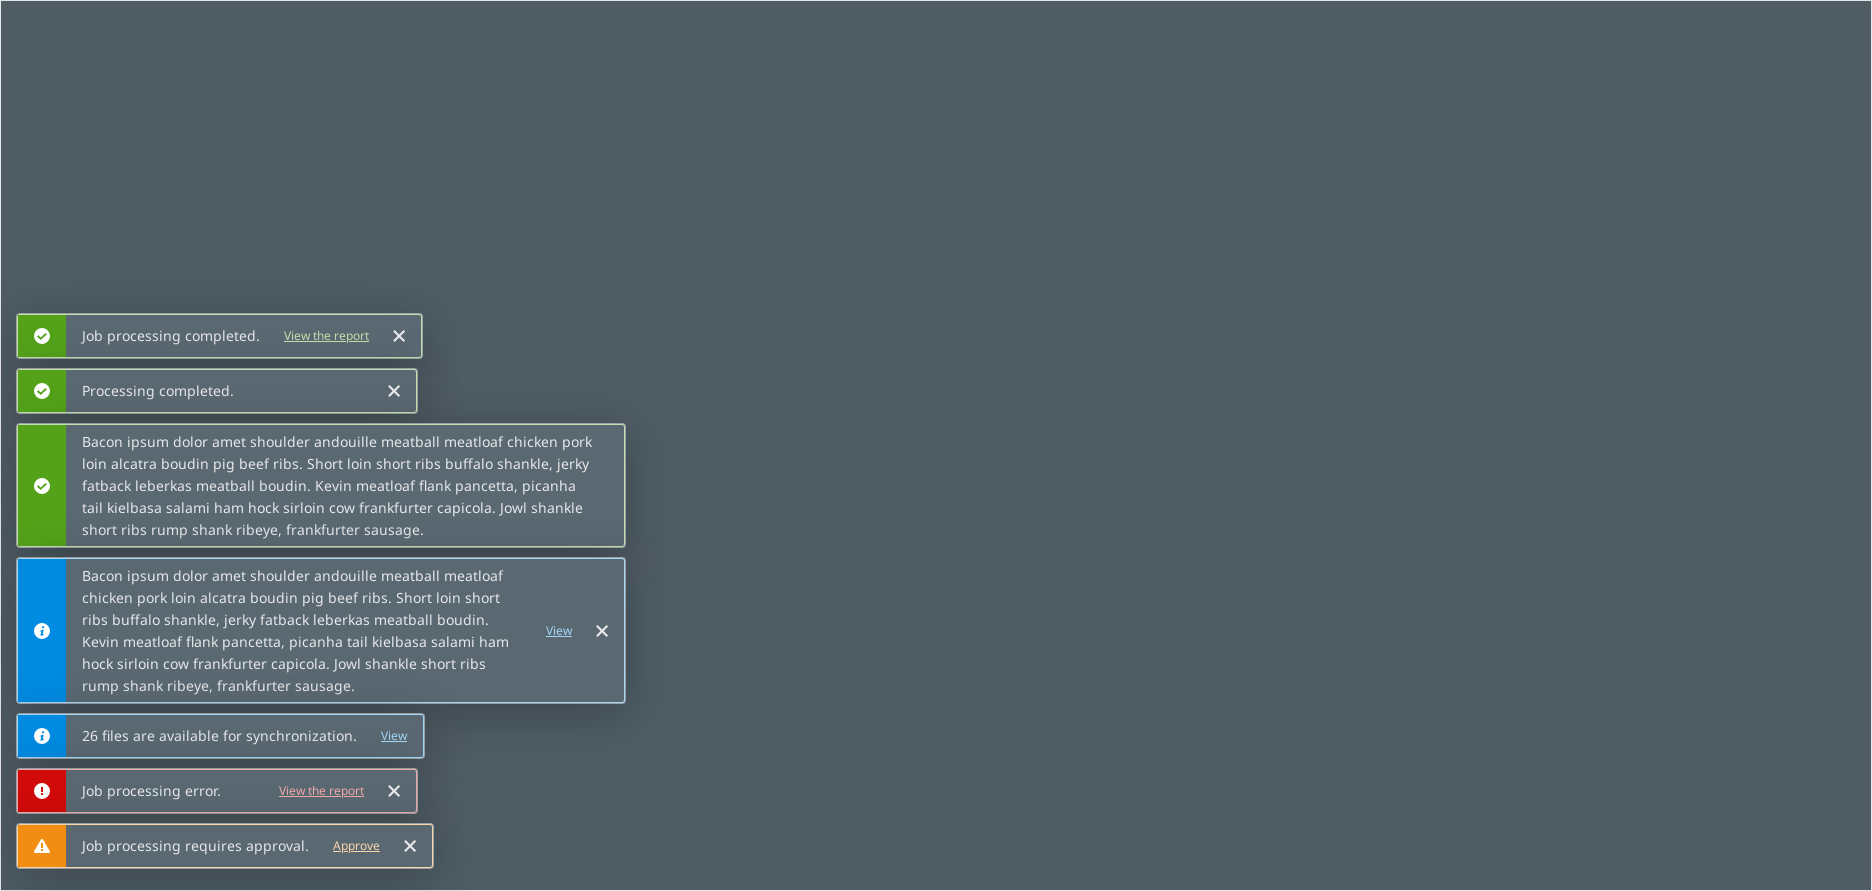 Job processing completed. View the report
Processing completed.
Bacon ipsum dolor amet shoulder andouille meatball meatloaf chicken pork
loin alcatra boudin pig beef ribs. Short loin short ribs buffalo shankle, jerky
fatback leberkas meatball boudin. Kevin meatloaf flank pancetta, picanha
tail kielbasa salami ham hock sirloin cow frankfurter capicola. Jowl shankle
short ribs rump shank ribeye, frankfurter sausage.
Bacon ipsum dolor amet shoulder andouille meatball meatloaf
chicken pork loin alcatra boudin pig beef ribs. Short loin short
ribs buffalo shankle, jerky fatback leberkas meatball boudin.
Kevin meatloaf flank pancetta, picanha tail kielbasa salami ham
hock sirloin cow frankfurter capicola. Jowl shankle short ribs
rump shank ribeye, frankfurter sausage.
View
26 files are available for synchronization. View
Job processing error. View the report
Job processing requires approval. Approve